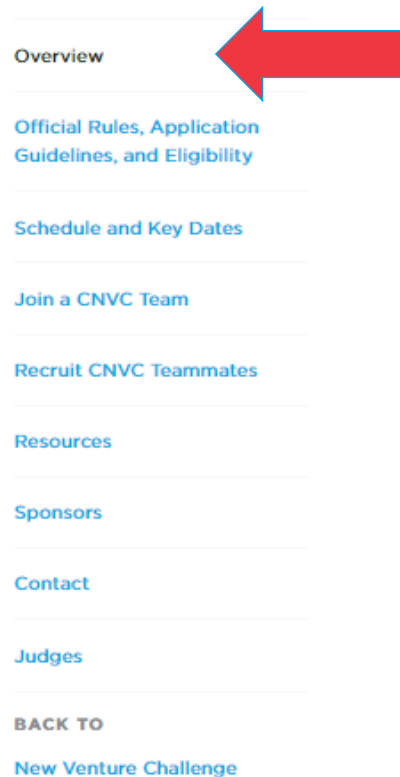 Overview
Official Rules, Application
Guidelines, and Eligibility
Schedule and Key Dates
Join a CNVC Team
Recruit CNVC Teammates
Resources
Sponsors
Contact
Judges
BACK TO
New Venture Challenge